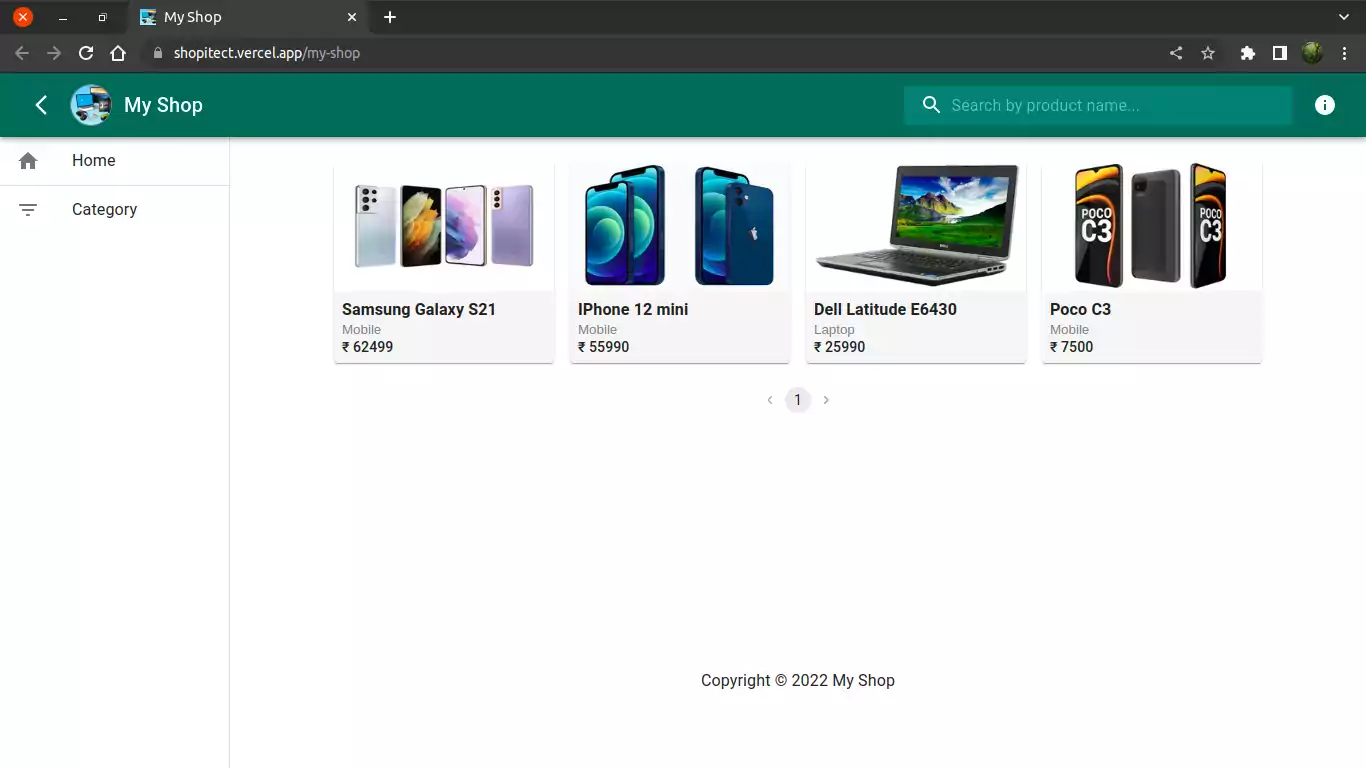 My Shop
shopitect.vercel.app/my-shop
My Shop
Search by product name...
Home
Category
POCO
C3
POCO
C3
Samsung Galaxy S21
Mobile
₹ 62499
IPhone 12 mini
Mobile
₹ 55990
Dell Latitude E6430
Laptop
₹ 25990
Poco C3
Mobile
₹ 7500
1
Copyright © 2022 My Shop